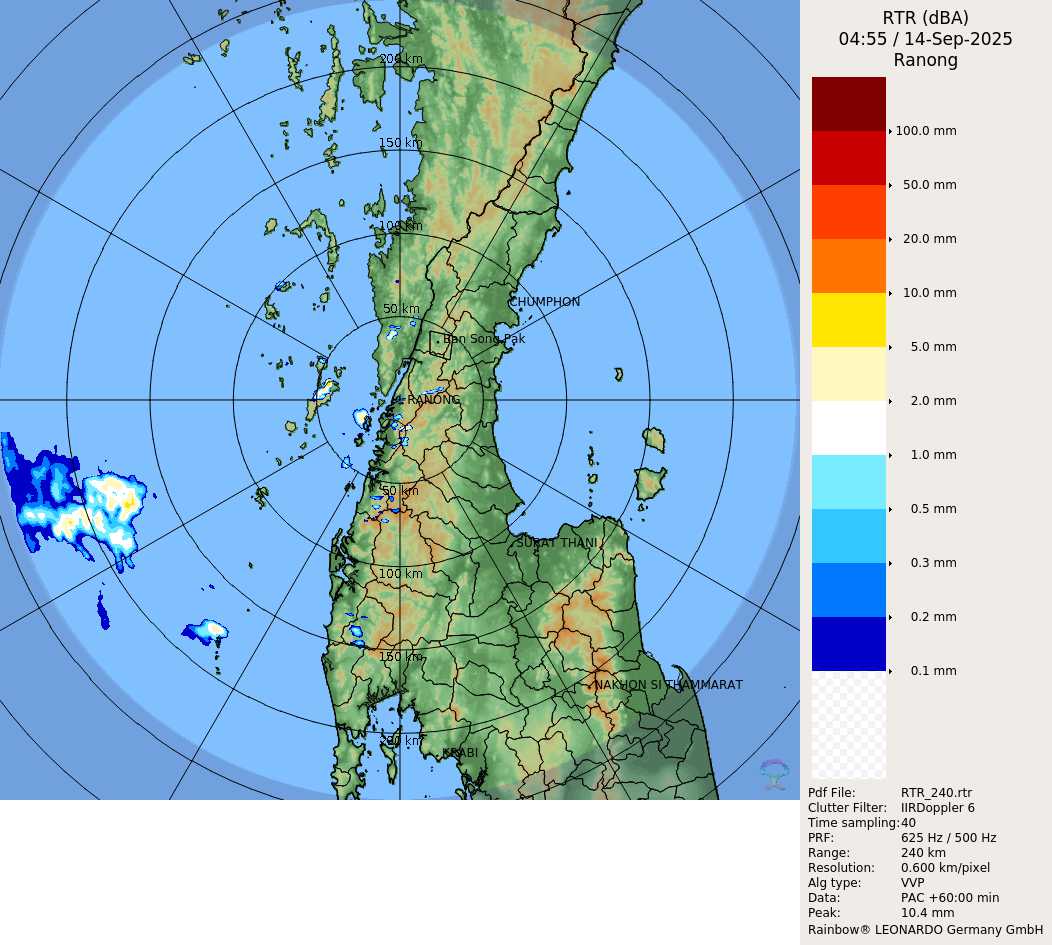 RTR (dBA)
04:55 / 14-Sep-2025
Ranong
100.0 mm
50.0 mm
20.0 mm
10.0 mm
5.0 mm
2.0 mm
1.0 mm
0.5 mm
0.3 mm
0.2 mm
0.1 mm
Pdf File: RTR_240.rtr
Clutter Filter: IIRDoppler 6
Time sampling:40
PRF: 625 Hz / 500 Hz
Range: 240 km
Resolution: 0.600 km/pixel
Alg type: VVP
Data: PAC +60:00 min
Peak: 10.4 mm
Rainbow® LEONARDO Germany GmbH
200 km
150 km
100 km
50 km
CHUMPHON
Ban Song Pak
RANONG
50 km
SURAT THANI
100 km
150 km
NAKHON SI THAMMARAT
200 km
KRABI